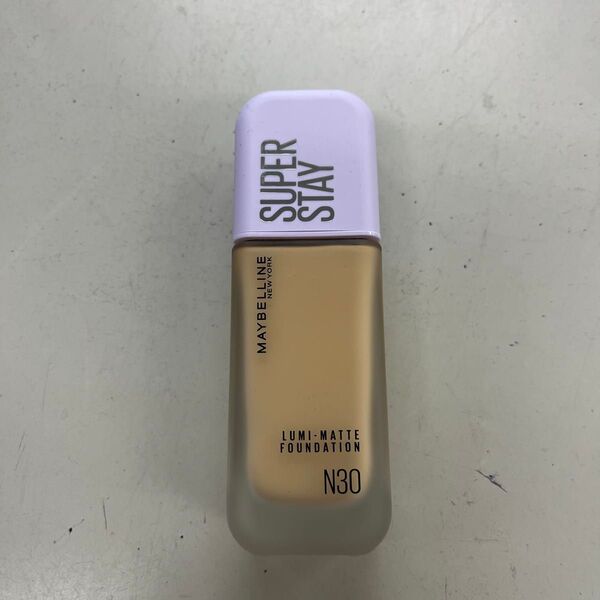 SUPER
STAY
MAYBELLINE
NEW YORK
LUMI-MATTE
FOUNDATION
N30